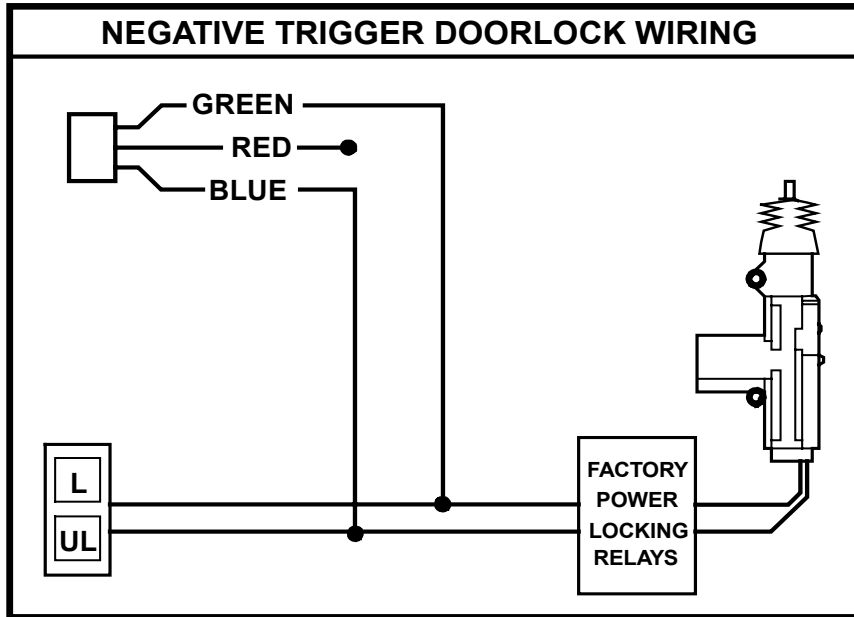 NEGATIVE TRIGGER DOORLOCK WIRING
GREEN
RED
BLUE
L
UL
FACTORY
POWER
LOCKING
RELAYS